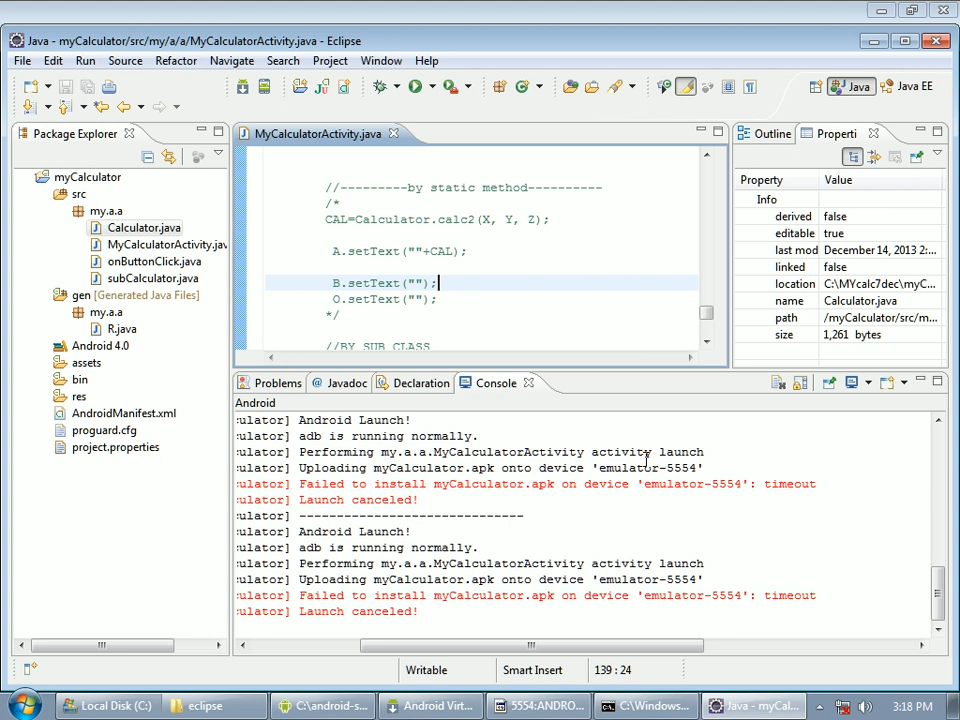 Java - myCalculator/src/my/a/a/MyCalculatorActivity.java - Eclipse
File Edit Run Source Refactor Navigate Search Project Window Help
Java Java EE
Package Explorer
myCalculator
src
my.a.a
Calculator.java
MyCalculatorActivity.jav
onButtonClick.java
subCalculator.java
gen [Generated Java Files]
my.a.a
R.java
Android 4.0
assets
bin
res
AndroidManifest.xml
proguard.cfg
project.properties
MyCalculatorActivity.java
//---------by static method----------
/*
CAL=Calculator.calc2(X, Y, Z);
A.setText(""+CAL);
B.setText("");
O.setText("");
*/
//BY SUB CLASS
Outline Properti
Property Value
Info
derived false
editable true
last mod December 14, 2013 2:...
linked false
location C:\MYcalc7dec\myC...
name Calculator.java
path /myCalculator/src/m...
size 1,261 bytes
Problems Javadoc Declaration Console
Android
:ulator] Android Launch!
:ulator] adb is running normally.
:ulator] Performing my.a.a.MyCalculatorActivity activity launch
:ulator] Uploading myCalculator.apk onto device 'emulator-5554'
:ulator] Failed to install myCalculator.apk on device 'emulator-5554': timeout
:ulator] Launch canceled!
:ulator] ------------------------------
:ulator] Android Launch!
:ulator] adb is running normally.
:ulator] Performing my.a.a.MyCalculatorActivity activity launch
:ulator] Uploading myCalculator.apk onto device 'emulator-5554'
:ulator] Failed to install myCalculator.apk on device 'emulator-5554': timeout
:ulator] Launch canceled!
Writable Smart Insert 139 : 24
Local Disk (C:) eclipse C:\android-s... Android Virt... 5554:ANDRO... C:\Windows... Java - myCal... 3:18 PM